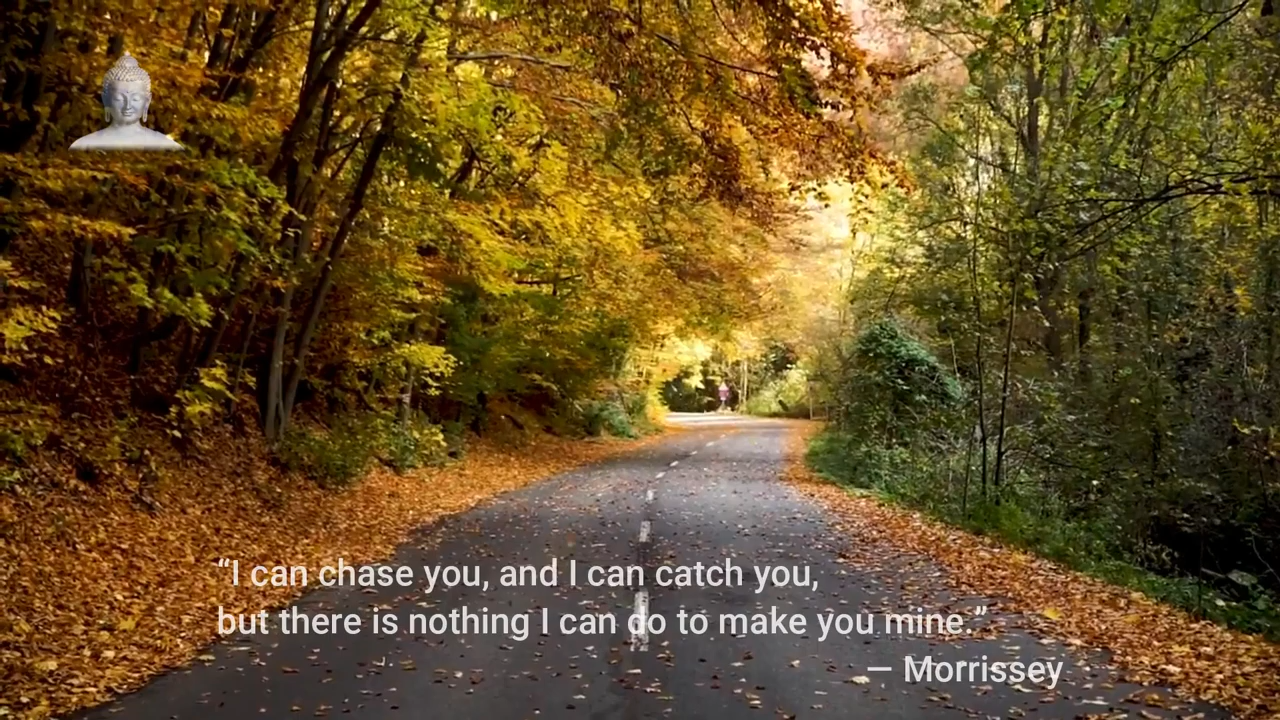 “I can chase you, and I can catch you,
but there is nothing I can do to make you mine.”
— Morrissey